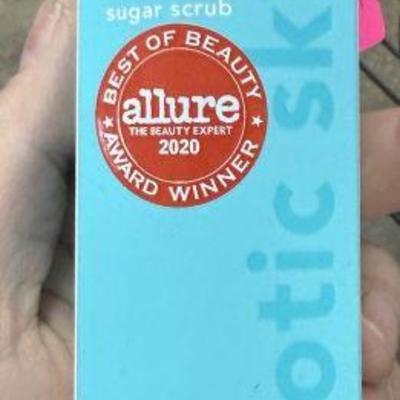 sugar scrub
BEST OF BEAUTY
allure
THE BEAUTY EXPERT
2020
AWARD WINNER
otic sk